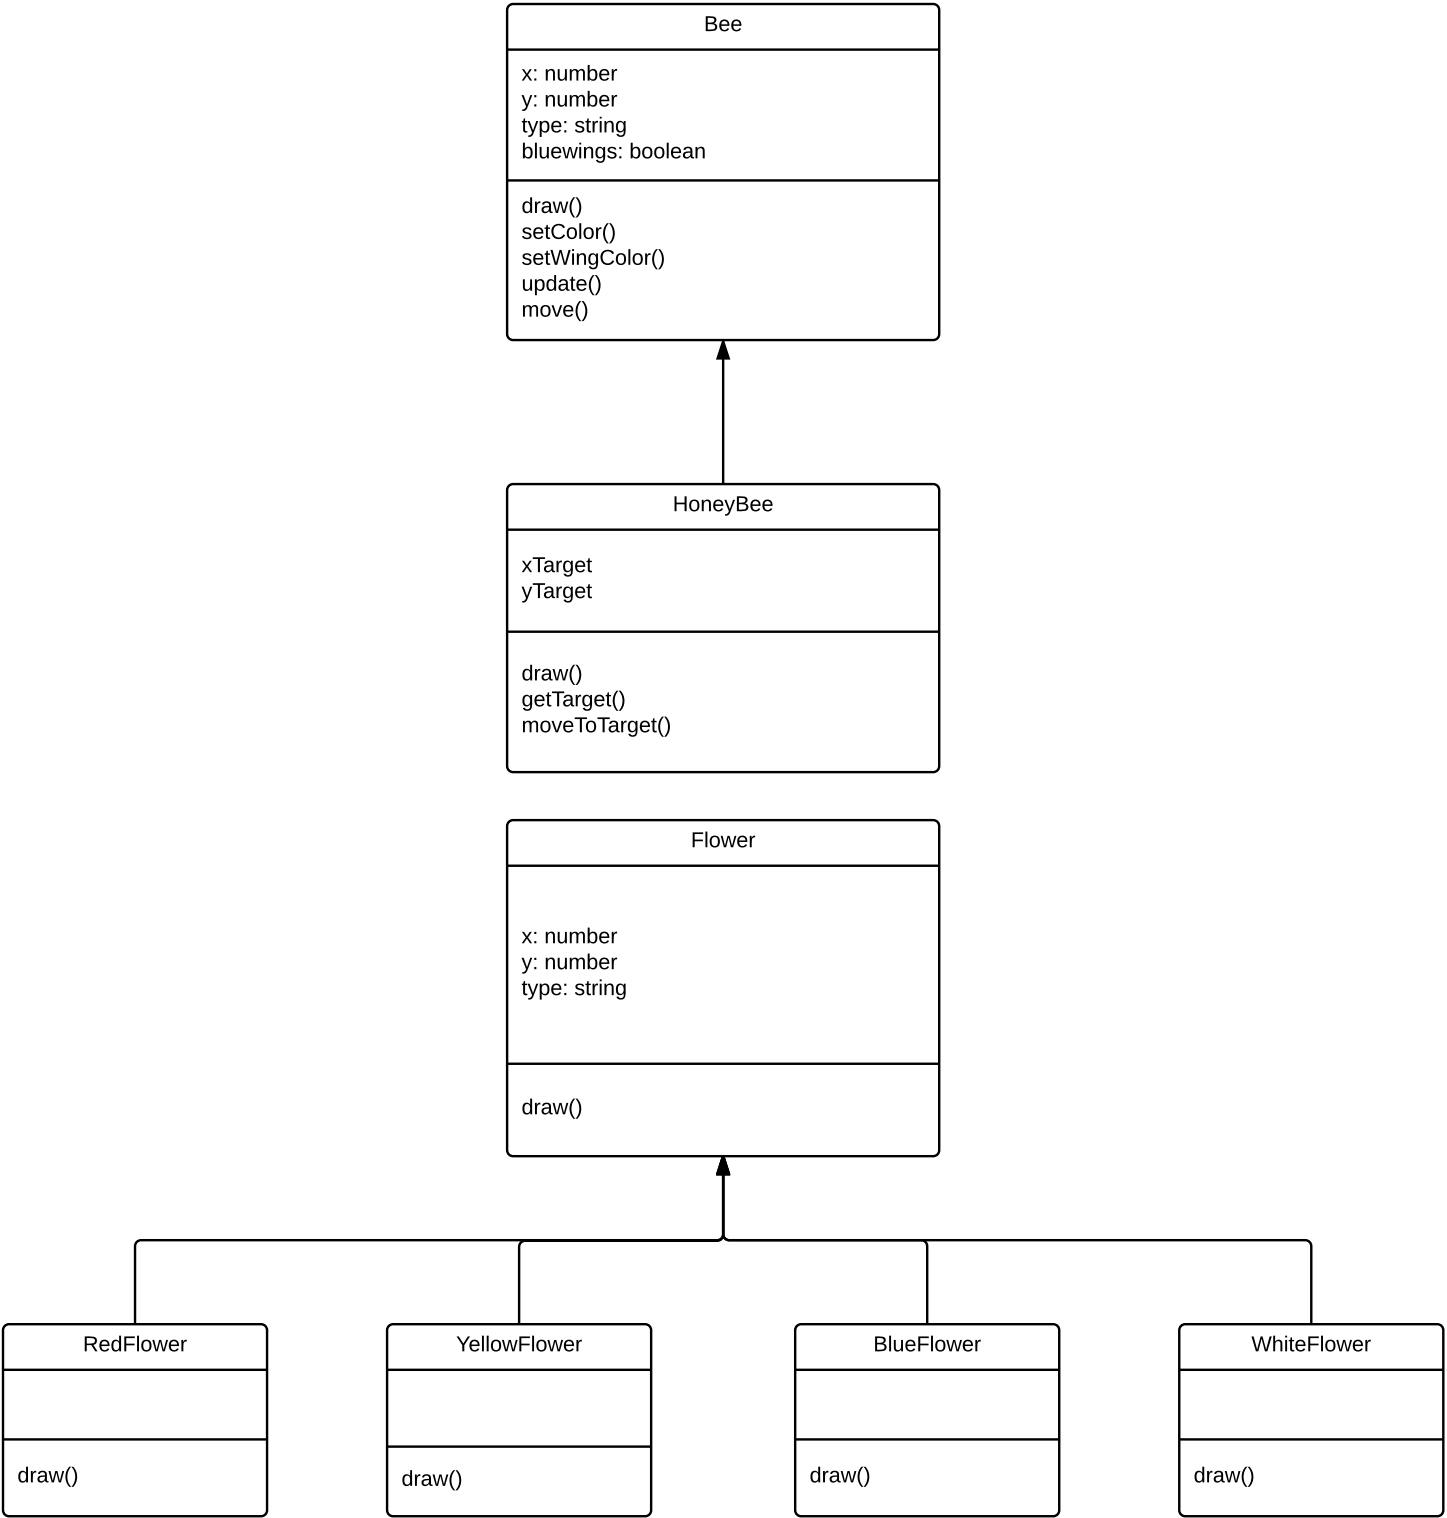 Bee
x: number
y: number
type: string
bluewings: boolean
draw()
setColor()
setWingColor()
update()
move()
HoneyBee
xTarget
yTarget
draw()
getTarget()
moveToTarget()
Flower
x: number
y: number
type: string
draw()
RedFlower
draw()
YellowFlower
draw()
BlueFlower
draw()
WhiteFlower
draw()